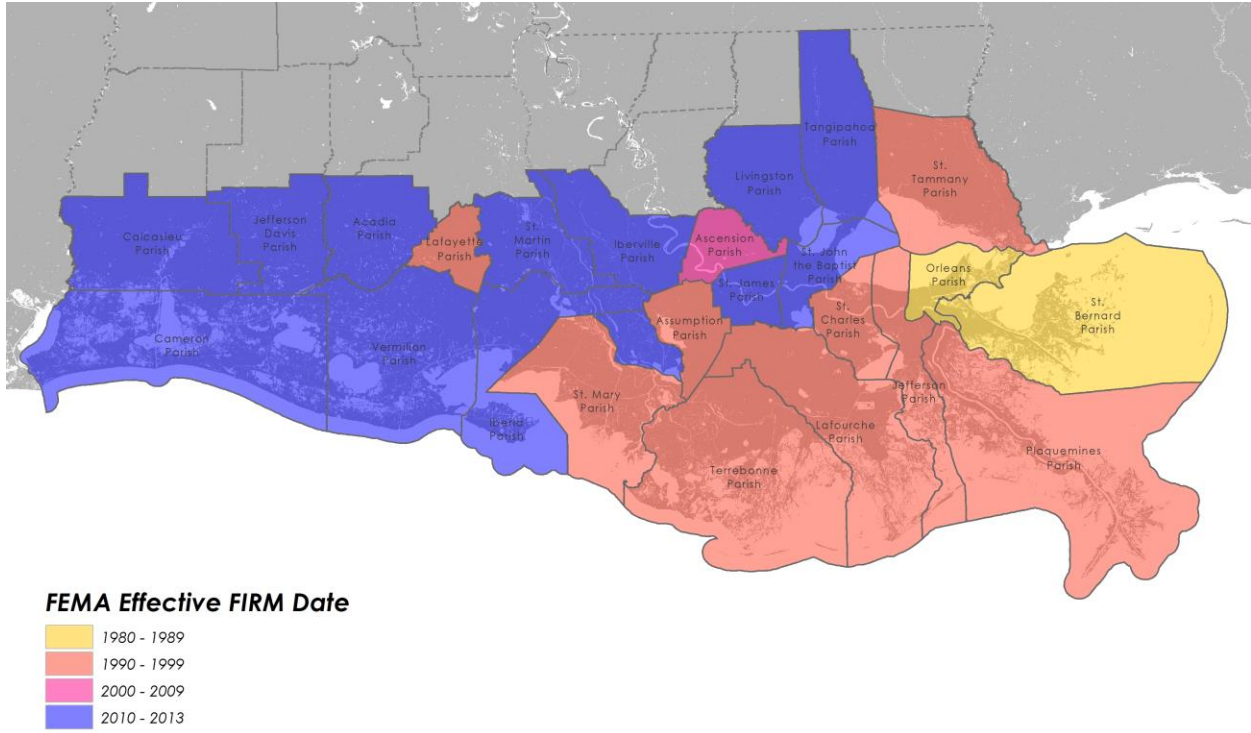 Tangipahoa
Parish
St.
Tammany
Parish
Livingston
Parish
Calcasieu
Parish
Jefferson
Davis
Parish
Acadia
Parish
Lafayette
Parish
St.
Martin
Parish
Iberville
Parish
Ascension
Parish
St. John
the Baptist
Parish
Orleans
Parish
St.
Bernard
Parish
St. James
Parish
St.
Charles
Parish
Assumption
Parish
Cameron
Parish
Vermilion
Parish
Iberia
Parish
St. Mary
Parish
Jefferson
Parish
Lafourche
Parish
Terrebonne
Parish
Plaquemines
Parish
FEMA Effective FIRM Date
1980 - 1989
1990 - 1999
2000 - 2009
2010 - 2013